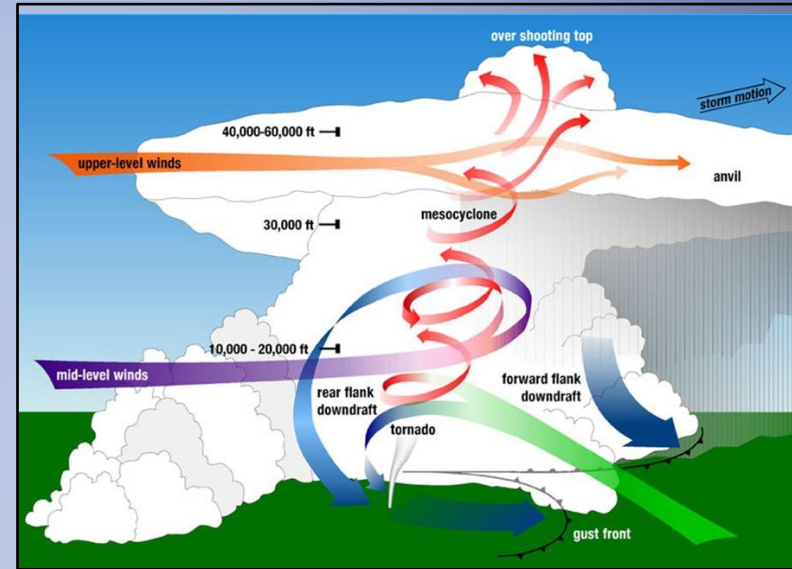 over shooting top
storm motion
40,000-60,000 ft
upper-level winds
anvil
mesocyclone
30,000 ft
10,000 - 20,000 ft
mid-level winds
rear flank
downdraft
forward flank
downdraft
tornado
gust front